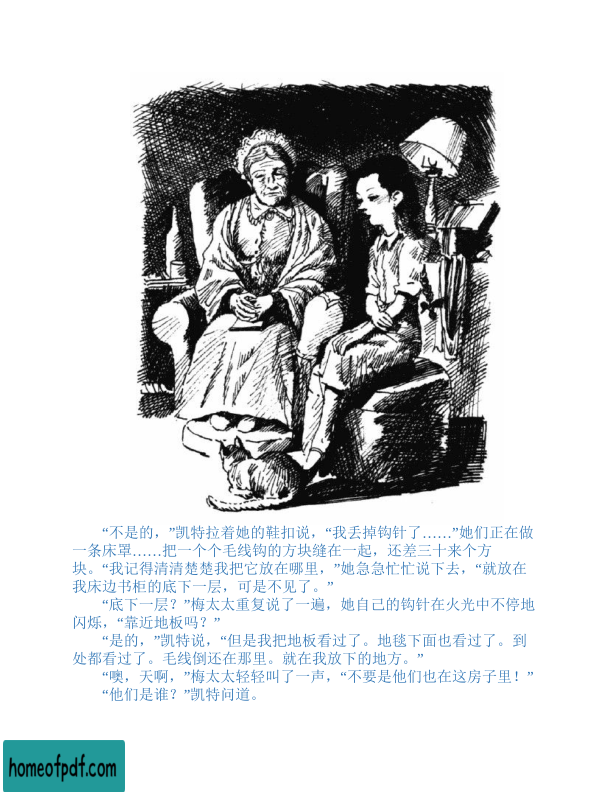 “不是的，”凯特拉着她的鞋扣说，“我丢掉钩针了……”她们正在做
一条床罩……把一个个毛线钩的方块缝在一起，还差三十来个方
块。“我记得清清楚楚我把它放在哪里，”她急急忙忙说下去，“就放在
我床边书柜的底下一层，可是不见了。”
“底下一层？”梅太太重复说了一遍，她自己的钩针在火光中不停地
闪烁，“靠近地板吗？”
“是的，”凯特说，“但是我把地板看过了。地毯下面也看过了。到
处都看过了。毛线倒还在那里。就在我放下的地方。”
“噢，天啊，”梅太太轻轻叫了一声，“不要是他们也在这房子里！”
“他们是谁？”凯特问道。
homeofpdf.com